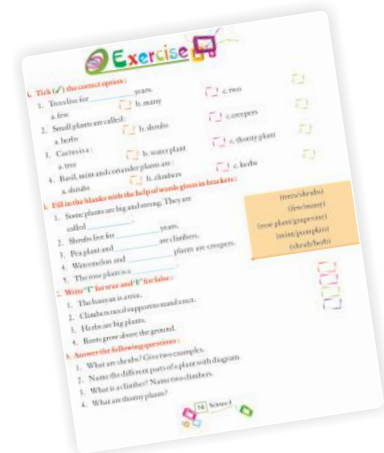 Exercise
Tick (✓) the correct option :
1. Trees live for ________ years.
a. few b. many c. two
2. Small plants are called :
a. herbs b. shrubs c. creepers
3. Cactus is a :
a. tree b. water plant c. thorny plant
4. Basil, mint and coriander plants are :
a. shrubs b. climbers c. herbs
Fill in the blanks with the help of words given in brackets :
1. Some plants are big and strong. They are
called ________. (trees/shrubs)
2. Shrubs live for ________ years. (few/many)
3. Pea plant and ________ are climbers. (rose plant/grapevine)
4. Watermelon and ________ plants are creepers. (mint/pumpkin)
5. The rose plant is a ________. (shrub/herb)
Write "T" for true and "F" for false :
1. The banyan is a tree.
2. Climbers need support to stand erect.
3. Herbs are big plants.
4. Roots grow above the ground.
Answer the following questions :
1. What are shrubs? Give two examples.
2. Name the different parts of a plant with diagram.
3. What is a climber? Name two climbers.
4. What are thorny plants?
Science-1